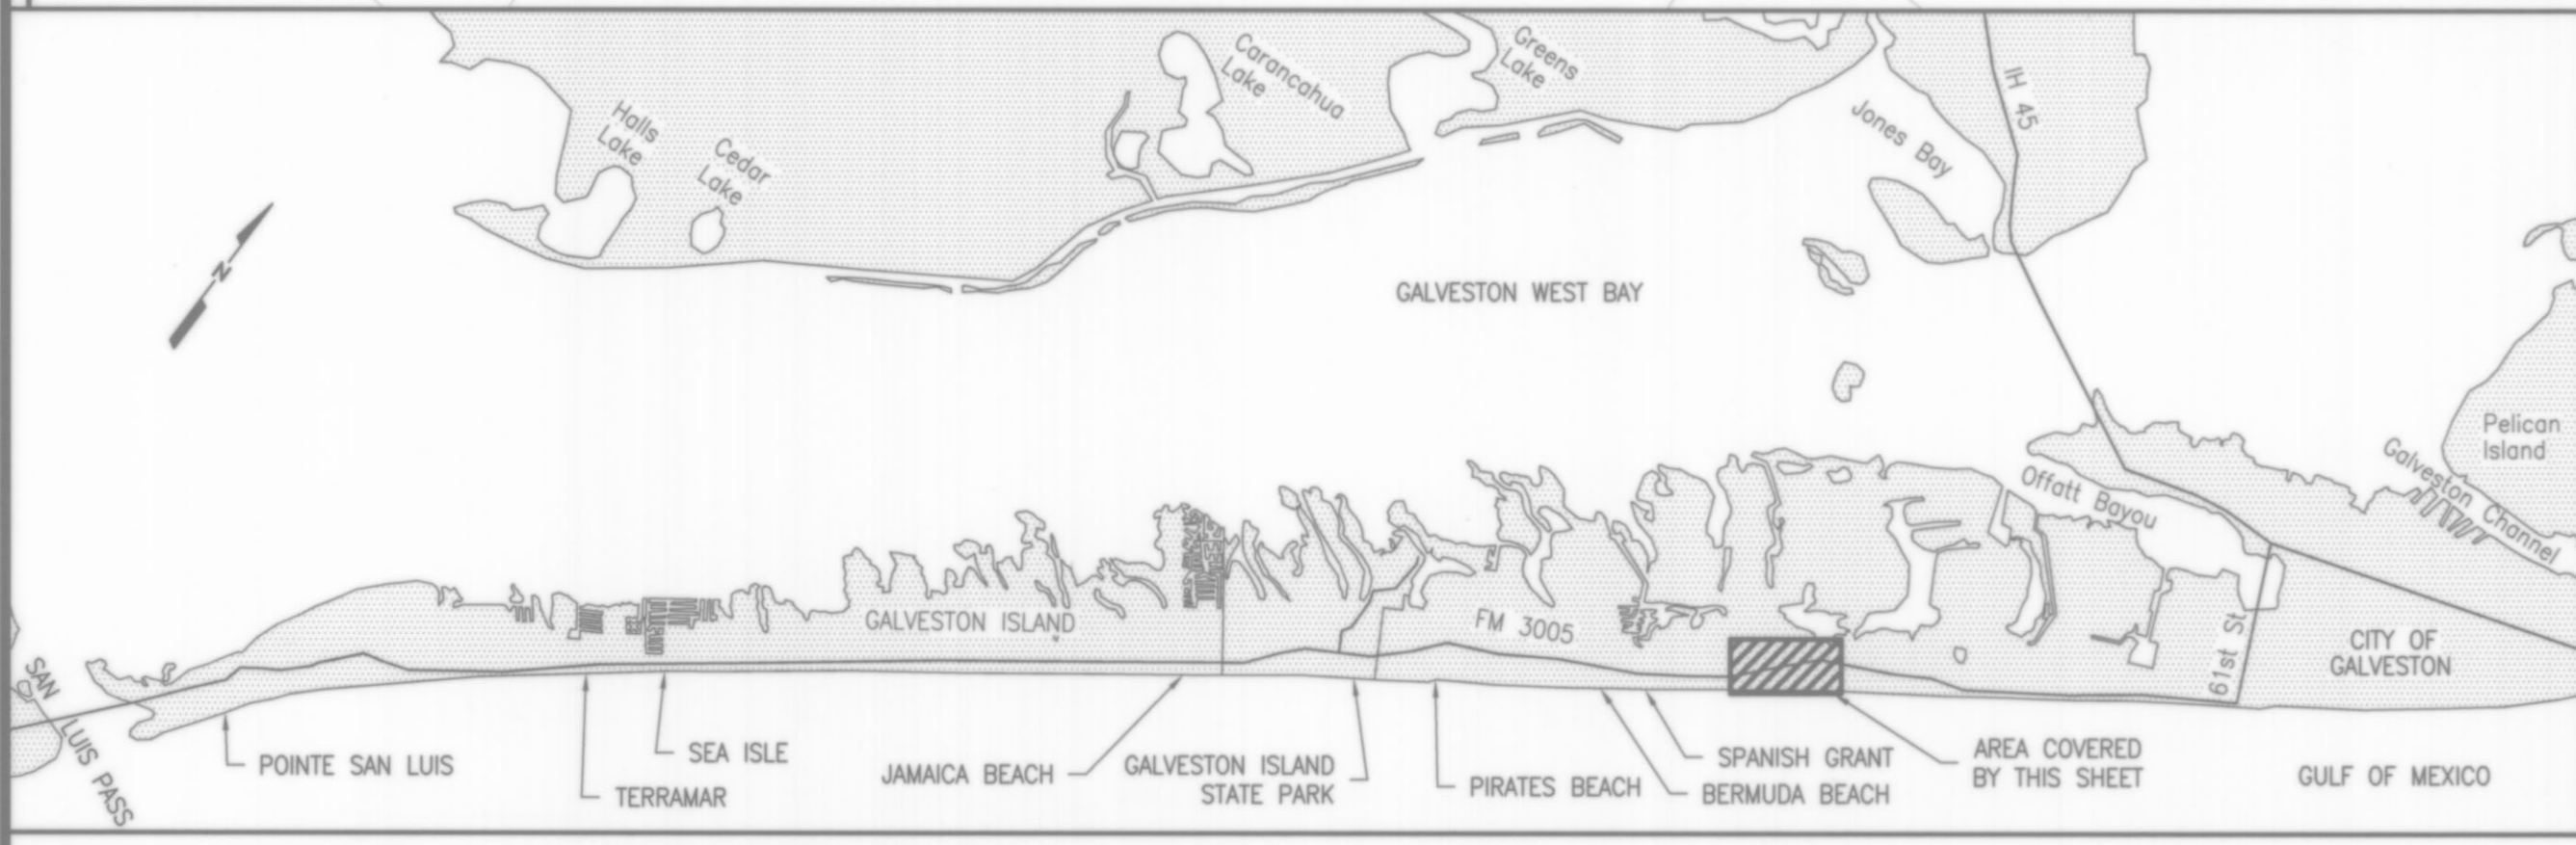 Halls
Lake
Cedar
Lake
Carancahua
Lake
Greens
Lake
Jones Bay
IH 45
N
GALVESTON WEST BAY
Pelican
Island
Galveston Channel
Offatt Bayou
GALVESTON ISLAND
FM 3005
61st St
CITY OF
GALVESTON
SAN LUIS PASS
POINTE SAN LUIS
TERRAMAR
SEA ISLE
JAMAICA BEACH
GALVESTON ISLAND
STATE PARK
PIRATES BEACH
SPANISH GRANT
BERMUDA BEACH
AREA COVERED
BY THIS SHEET
GULF OF MEXICO